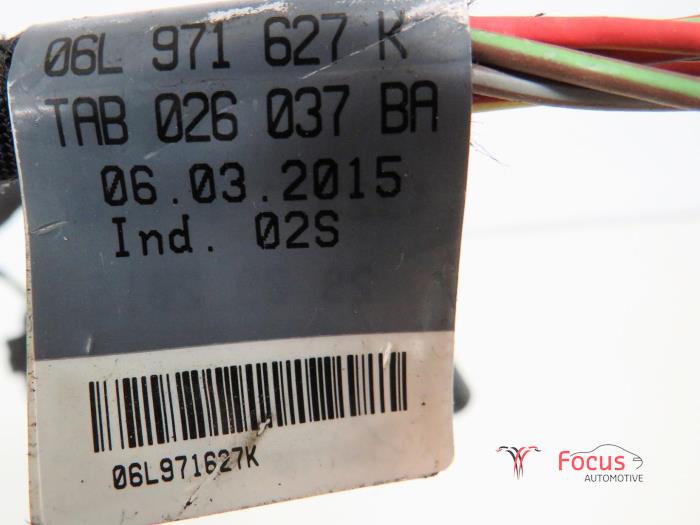 06L 971 627 K
TAB 026 037 BA
06.03.2015
Ind. 02S
06L971627K
Focus
AUTOMOTIVE